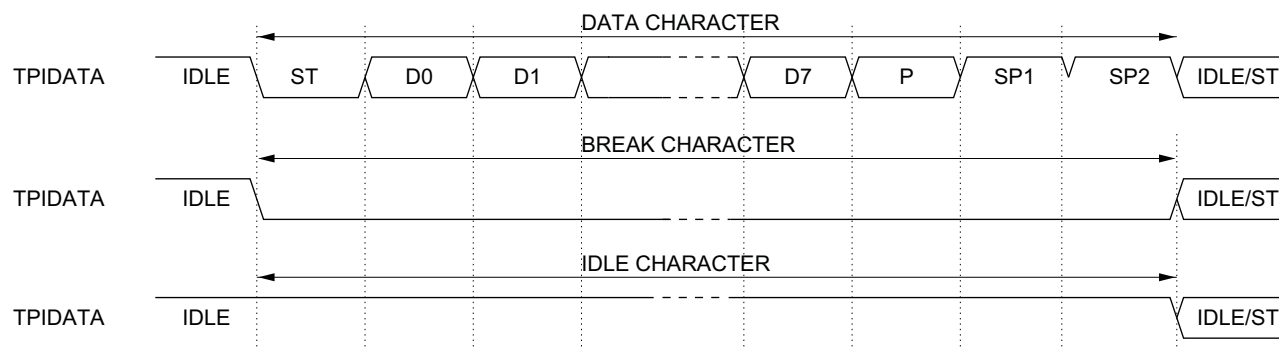 DATA CHARACTER
TPIDATA IDLE ST D0 D1 D7 P SP1 SP2 IDLE/ST
BREAK CHARACTER
TPIDATA IDLE IDLE/ST
IDLE CHARACTER
TPIDATA IDLE IDLE/ST